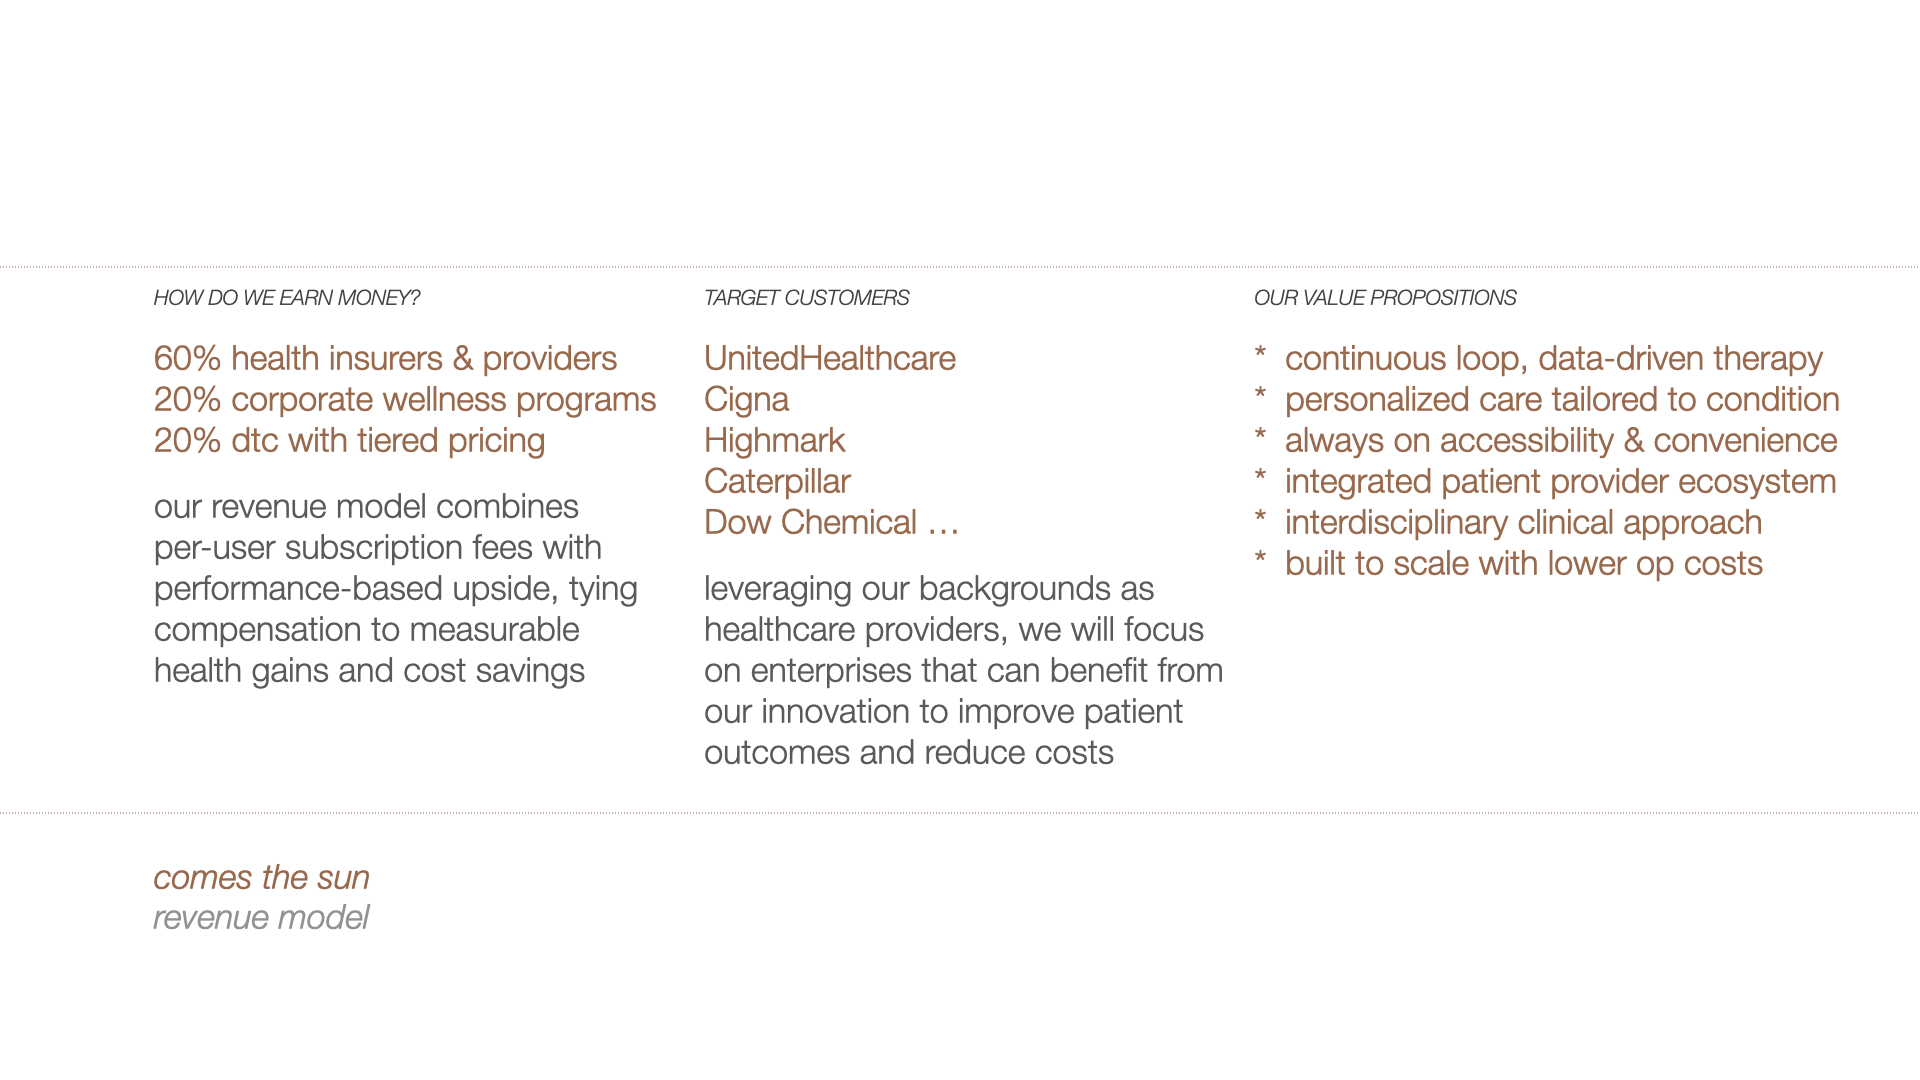 HOW DO WE EARN MONEY?
60% health insurers & providers
20% corporate wellness programs
20% dtc with tiered pricing
our revenue model combines
per-user subscription fees with
performance-based upside, tying
compensation to measurable
health gains and cost savings
TARGET CUSTOMERS
UnitedHealthcare
Cigna
Highmark
Caterpillar
Dow Chemical …
leveraging our backgrounds as
healthcare providers, we will focus
on enterprises that can benefit from
our innovation to improve patient
outcomes and reduce costs
OUR VALUE PROPOSITIONS
* continuous loop, data-driven therapy
* personalized care tailored to condition
* always on accessibility & convenience
* integrated patient provider ecosystem
* interdisciplinary clinical approach
* built to scale with lower op costs
comes the sun
revenue model